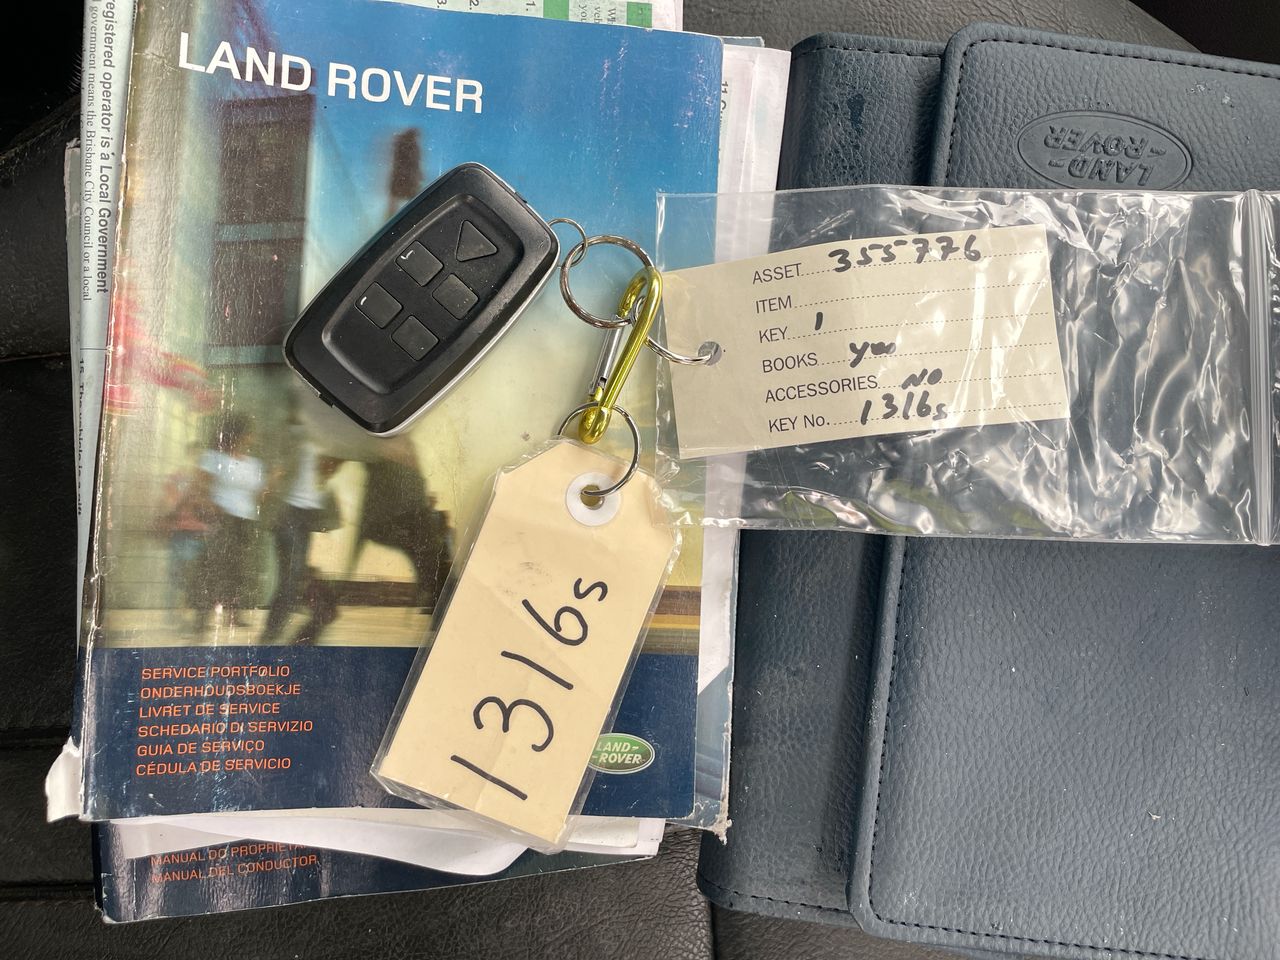 LAND ROVER
SERVICE PORTFOLIO
ONDERHOUDSBOEKJE
LIVRET DE SERVICE
SCHEDARIO DI SERVIZIO
GUIA DE SERVIÇO
CÉDULA DE SERVICIO
LAND-
-ROVER
MANUAL DO
MANUAL DEL CONDUCTOR
1316s
ASSET 355776
ITEM
KEY 1
BOOKS yes
ACCESSORIES NO
KEY No. 1316s
LAND-
-ROVER
registered operator is a Local Government
government means the Brisbane City Council or a local